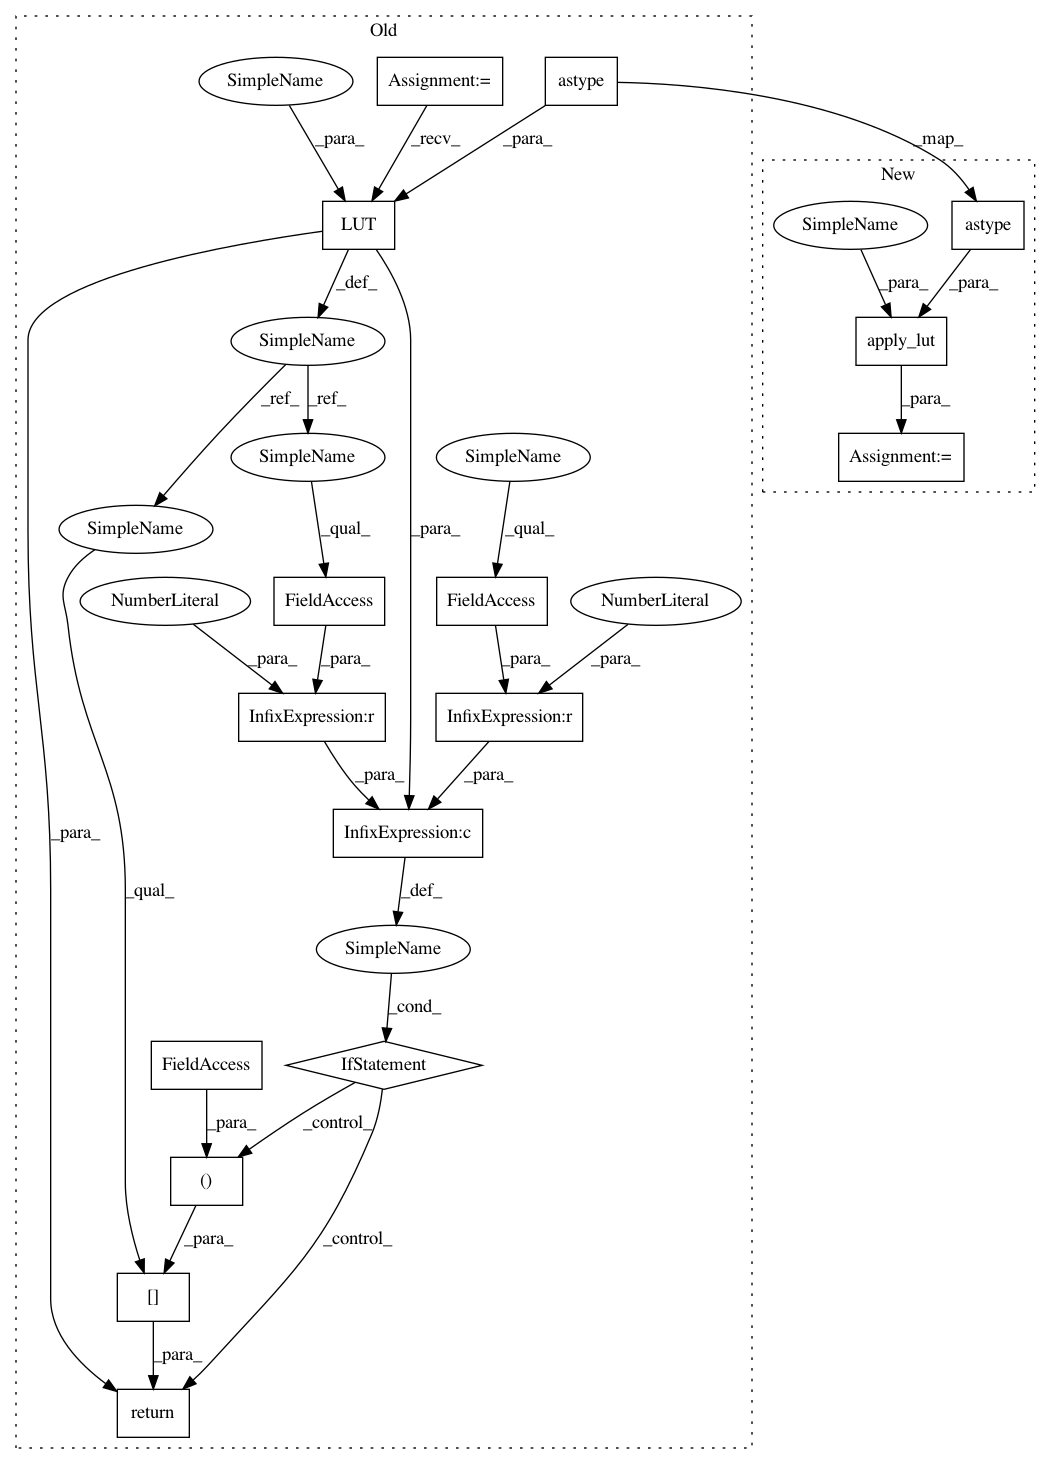 Old
SimpleName
Assignment:=
astype
_para_
_recv_
_para_
_map_
New
LUT
SimpleName
astype
_def_
_para_
_para_
SimpleName
apply_lut
_ref_
_ref_
_para_
SimpleName
SimpleName
Assignment:=
SimpleName
_qual_
_para_
_qual_
NumberLiteral
FieldAccess
FieldAccess
NumberLiteral
_para_
_para_
_para_
_para_
InfixExpression:r
InfixExpression:r
_para_
_para_
_para_
InfixExpression:c
_qual_
_def_
SimpleName
_cond_
FieldAccess
IfStatement
_para_
_control_
()
_para_
_control_
[]
_para_
return